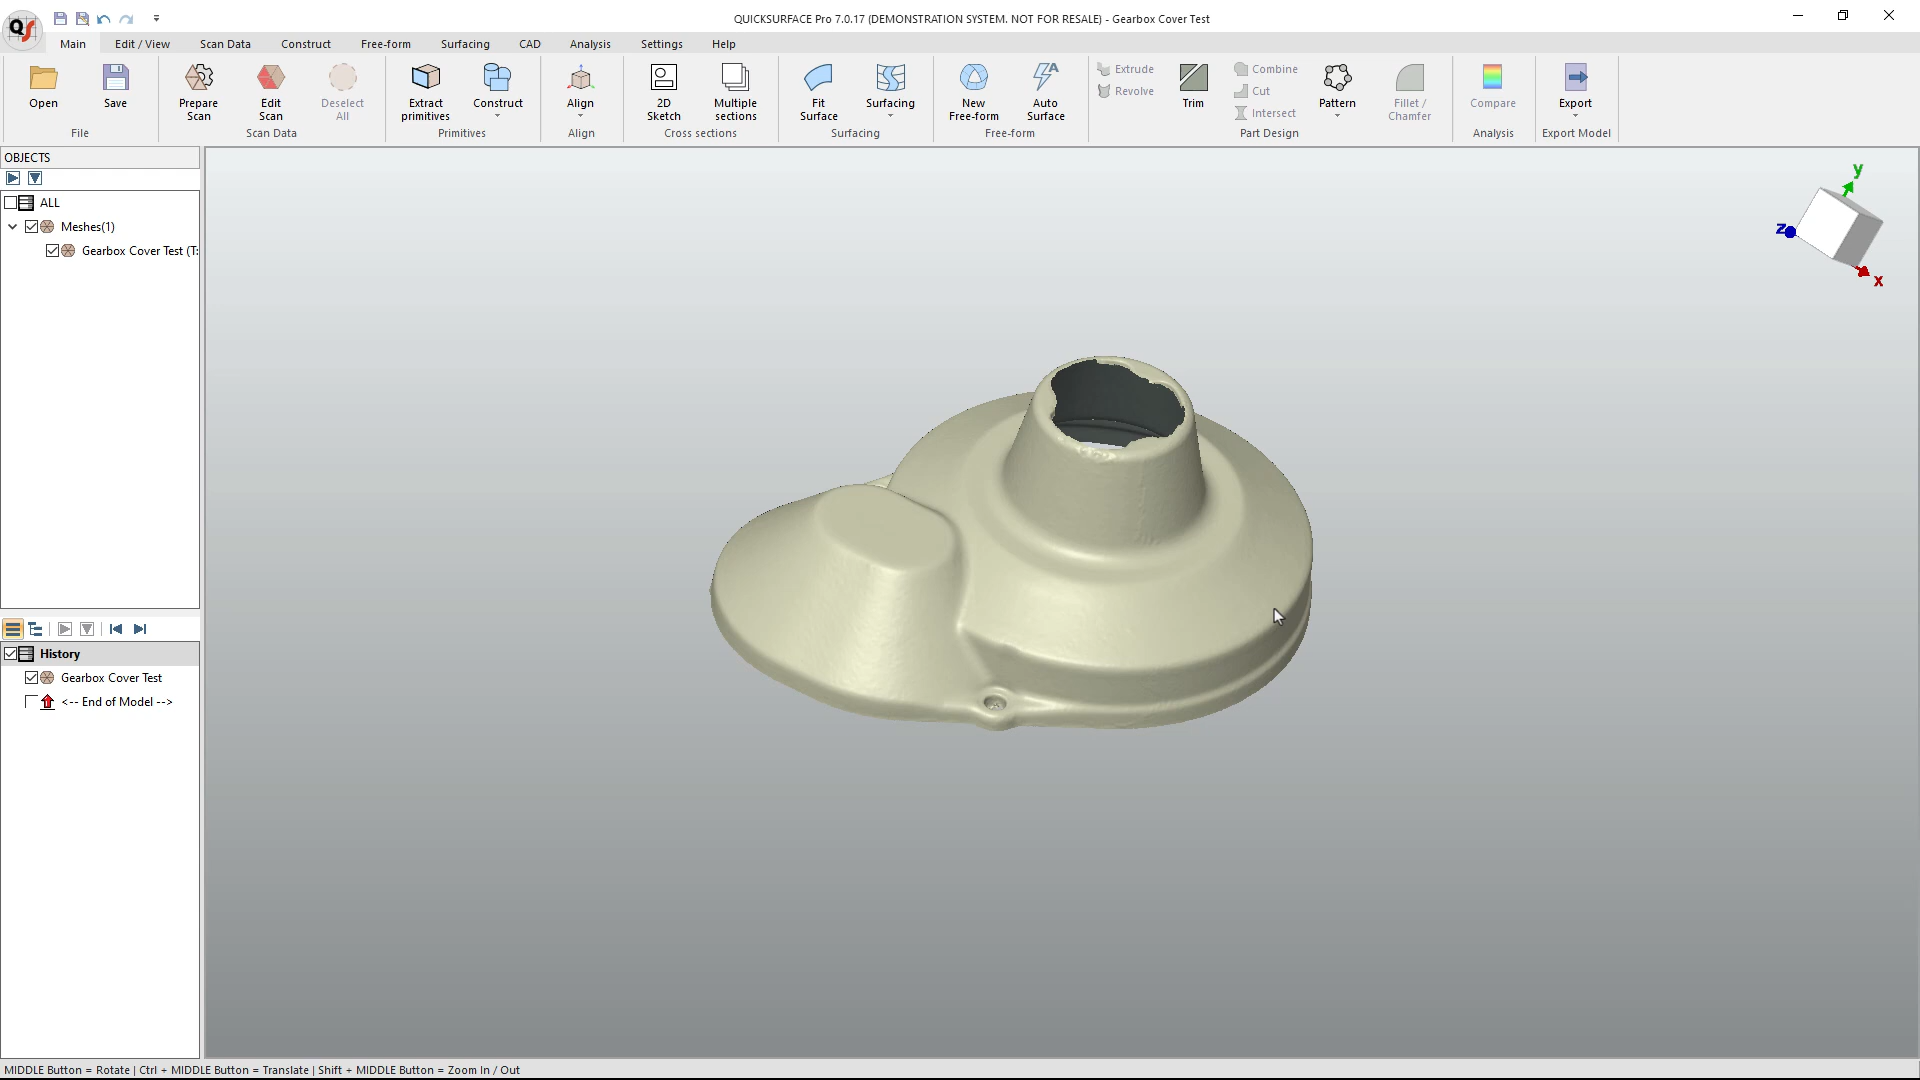 QS QUICKSURFACE Pro 7.0.17 (DEMONSTRATION SYSTEM. NOT FOR RESALE) - Gearbox Cover Test
Main Edit / View Scan Data Construct Free-form Surfacing CAD Analysis Settings Help
Open Save
File
Prepare Scan Edit Scan Deselect All
Scan Data
Extract primitives Construct
Primitives
Align
Align
2D Sketch Multiple sections
Cross sections
Fit Surface Surfacing
Surfacing
New Free-form Auto Surface
Free-form
Extrude
Revolve
Trim
Combine
Cut
Intersect
Pattern
Fillet / Chamfer
Part Design
Compare
Analysis
Export
Export Model
OBJECTS
ALL
Meshes(1)
Gearbox Cover Test (T:
History
Gearbox Cover Test
<-- End of Model -->
y
z
x
MIDDLE Button = Rotate | Ctrl + MIDDLE Button = Translate | Shift + MIDDLE Button = Zoom In / Out